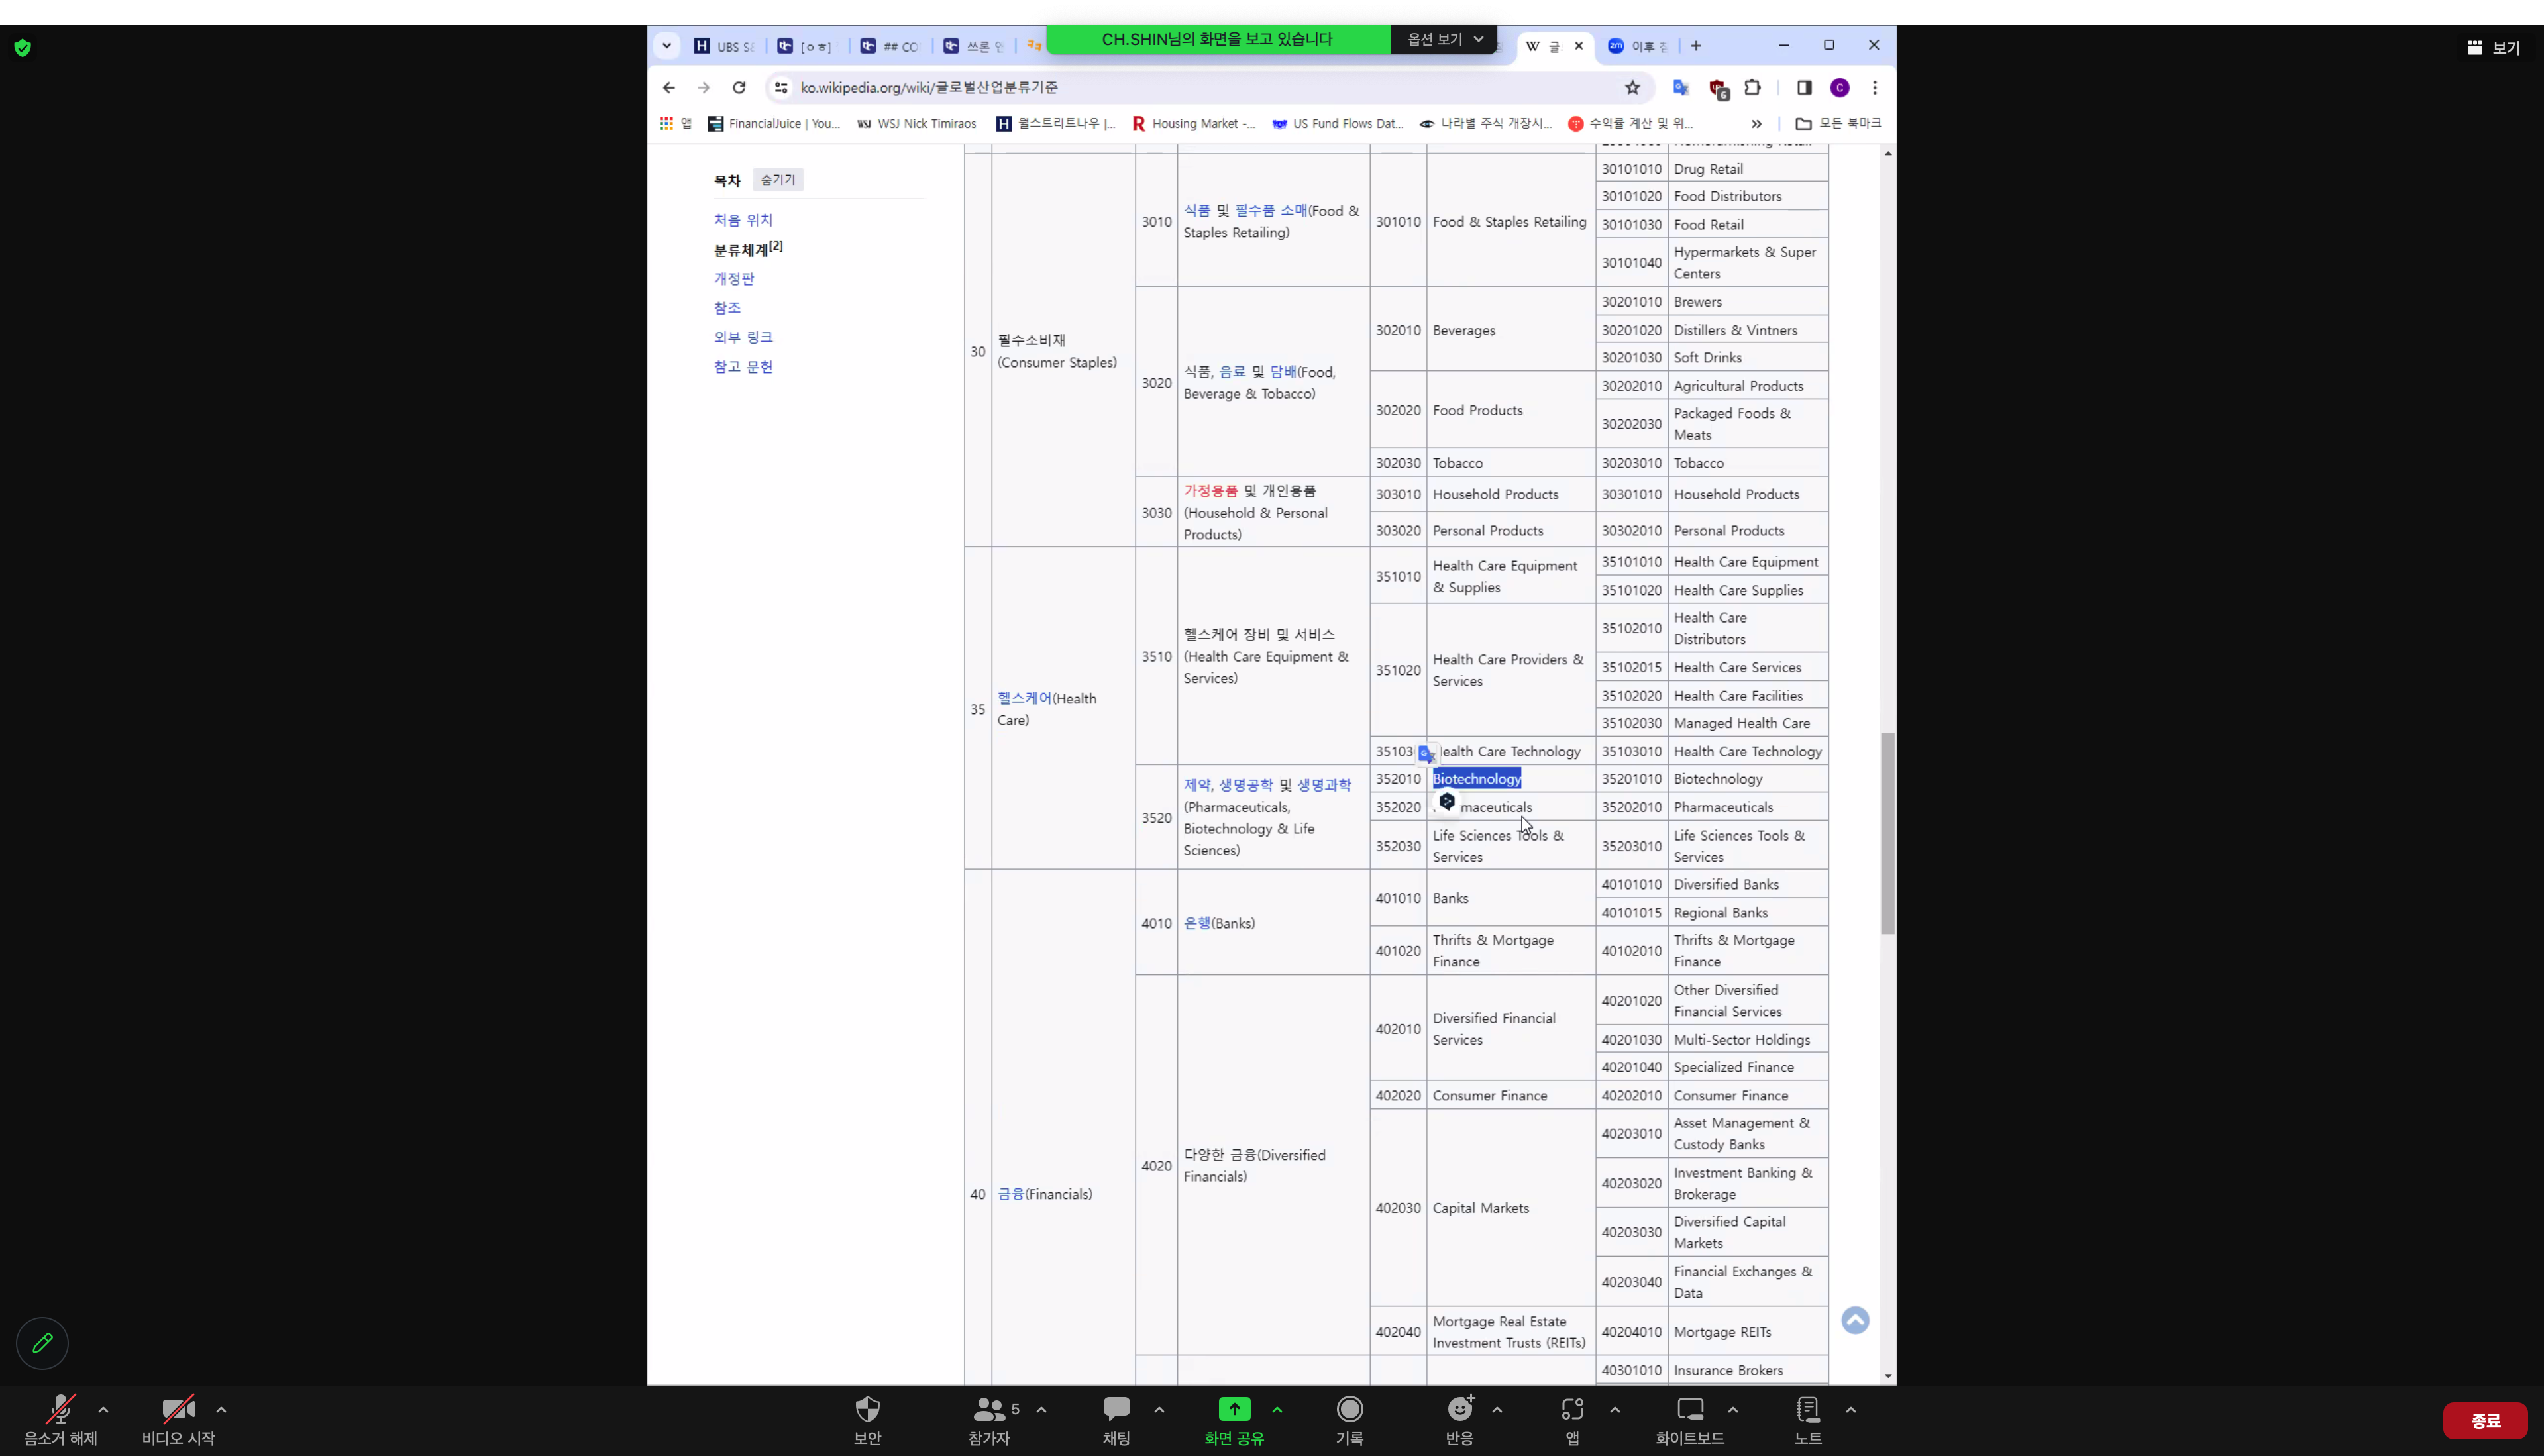 CH.SHIN님의 화면을 보고 있습니다
옵션 보기
보기
UBS
[ㅇㅎ]
## CO
쓰론
글
이후
ko.wikipedia.org/wiki/글로벌산업분류기준
앱
FinancialJuice | You...
WSJ Nick Timiraos
월스트리트나우 |...
Housing Market -...
US Fund Flows Dat...
나라별 주식 개장시...
수익률 계산 및 위...
모든 북마크
목차
숨기기
처음 위치
분류체계[2]
개정판
참조
외부 링크
참고 문헌
30
필수소비재
(Consumer Staples)
3010
식품 및 필수품 소매(Food &
Staples Retailing)
301010
Food & Staples Retailing
30101010 Drug Retail
30101020 Food Distributors
30101030 Food Retail
30101040
Hypermarkets & Super
Centers
3020
식품, 음료 및 담배(Food,
Beverage & Tobacco)
302010 Beverages
30201010 Brewers
30201020 Distillers & Vintners
30201030 Soft Drinks
302020 Food Products
30202010 Agricultural Products
30202030
Packaged Foods &
Meats
302030 Tobacco
30203010 Tobacco
3030
가정용품 및 개인용품
(Household & Personal
Products)
303010 Household Products
30301010 Household Products
303020 Personal Products
30302010 Personal Products
35
헬스케어(Health
Care)
3510
헬스케어 장비 및 서비스
(Health Care Equipment &
Services)
351010
Health Care Equipment
& Supplies
35101010 Health Care Equipment
35101020 Health Care Supplies
351020
Health Care Providers &
Services
35102010
Health Care
Distributors
35102015 Health Care Services
35102020 Health Care Facilities
35102030 Managed Health Care
Care Technology
35103010 Health Care Technology
3520
제약, 생명공학 및 생명과학
(Pharmaceuticals,
Biotechnology & Life
Sciences)
352010 Biotechnology
35201010 Biotechnology
352020
35202010 Pharmaceuticals
352030
Life Sciences Tools &
Services
35203010
Life Sciences Tools &
Services
40
금융(Financials)
4010
은행(Banks)
401010 Banks
40101010 Diversified Banks
40101015 Regional Banks
401020
Thrifts & Mortgage
Finance
40102010
Thrifts & Mortgage
Finance
4020
다양한 금융(Diversified
Financials)
402010
Diversified Financial
Services
40201020
Other Diversified
Financial Services
40201030 Multi-Sector Holdings
40201040 Specialized Finance
402020 Consumer Finance
40202010 Consumer Finance
402030 Capital Markets
40203010
Asset Management &
Custody Banks
40203020
Investment Banking &
Brokerage
40203030
Diversified Capital
Markets
40203040
Financial Exchanges &
Data
402040
Mortgage Real Estate
Investment Trusts (REITs)
40204010 Mortgage REITs
40301010 Insurance Brokers
음소거 해제
비디오 시작
보안
5
참가자
채팅
화면 공유
기록
반응
앱
화이트보드
노트
종료